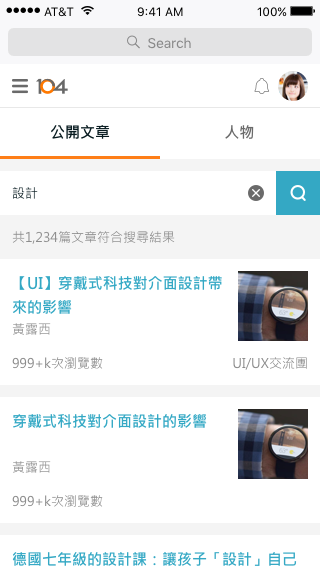 AT&T 9:41 AM 100%
Search
104
公開文章 人物
設計
共1,234篇文章符合搜尋結果
【UI】穿戴式科技對介面設計帶
來的影響
黃露西
999+k次瀏覽數 UI/UX交流團
穿戴式科技對介面設計的影響
黃露西
999+k次瀏覽數
德國七年級的設計課：讓孩子「設計」自己